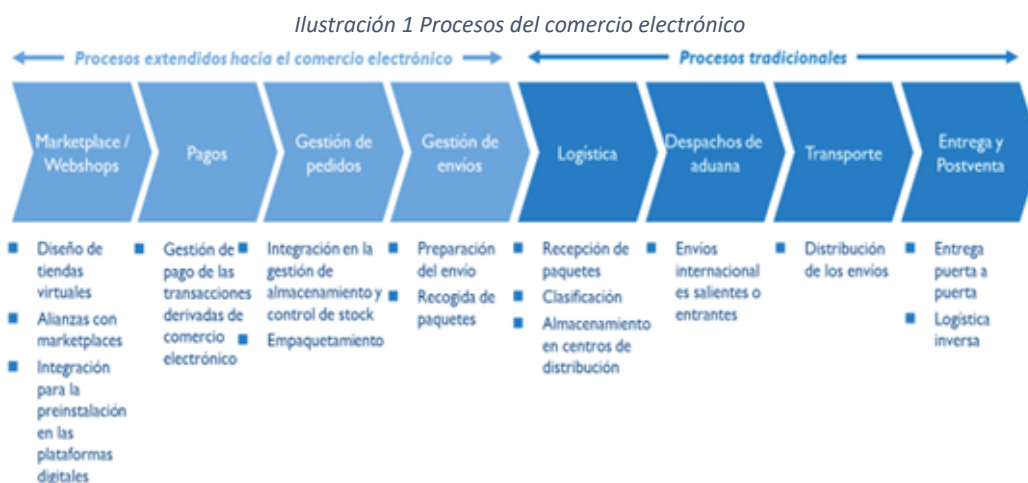 Ilustración 1 Procesos del comercio electrónico
Procesos extendidos hacia el comercio electrónico
Procesos tradicionales
Marketplace /
Webshops
Pagos
Gestión de
pedidos
Gestión de
envíos
Logística
Despachos de
aduana
Transporte
Entrega y
Postventa
Diseño de
tiendas
virtuales
Alianzas con
marketplaces
Integración
para la
preinstalación
en las
plataformas
digitales
Gestión de
pago de las
transacciones
derivadas de
comercio
electrónico
Integración en la
gestión de
almacenamiento y
control de stock
Empaquetamiento
Preparación
del envío
Recogida de
paquetes
Recepción de
paquetes
Clasificación
Almacenamiento
en centros de
distribución
Envíos
internacional
es salientes o
entrantes
Distribución
de los envíos
Entrega
puerta a
puerta
Logística
inversa